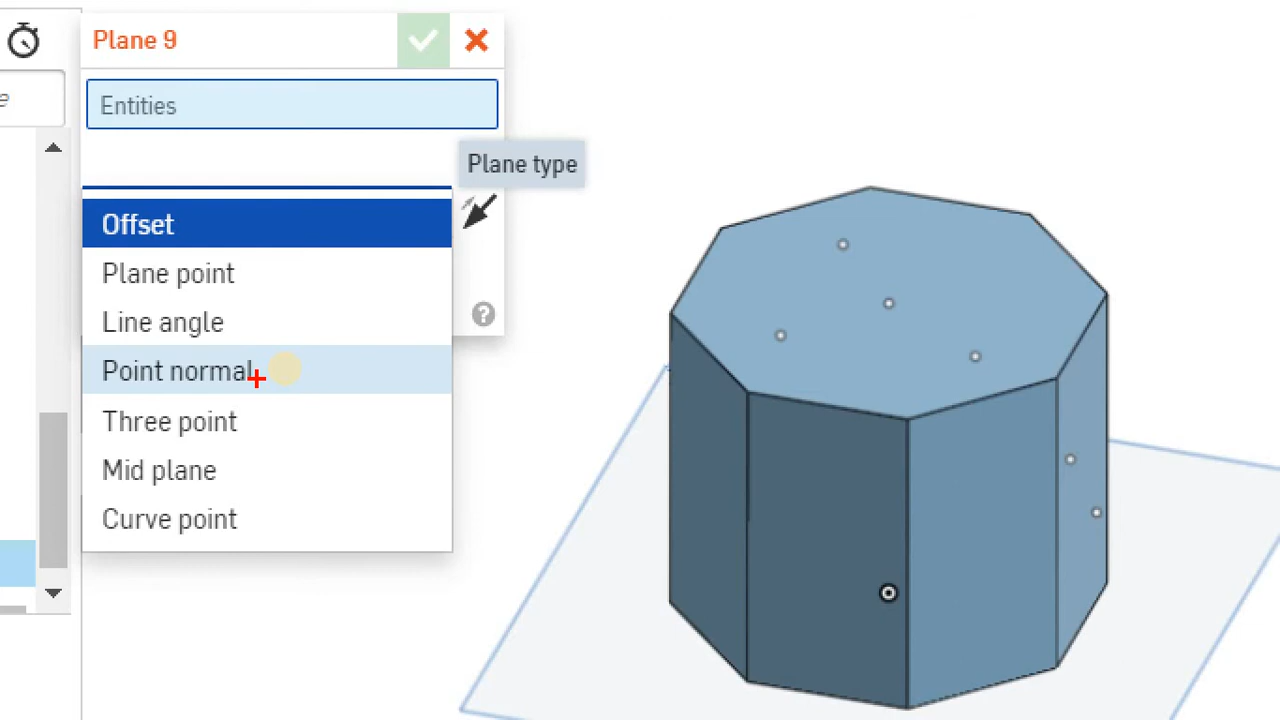 Plane 9
e
Entities
Plane type
Offset
Plane point
Line angle
Point normal
?
Three point
Mid plane
Curve point